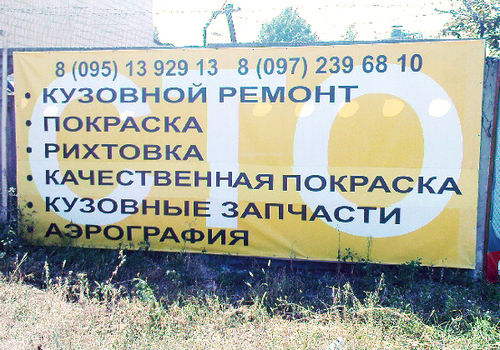 8 (095) 13 929 13 8 (097) 239 68 10
СТО
• КУЗОВНОЙ РЕМОНТ
• ПОКРАСКА
• РИХТОВКА
• КАЧЕСТВЕННАЯ ПОКРАСКА
• КУЗОВНЫЕ ЗАПЧАСТИ
АЭРОГРАФИЯ